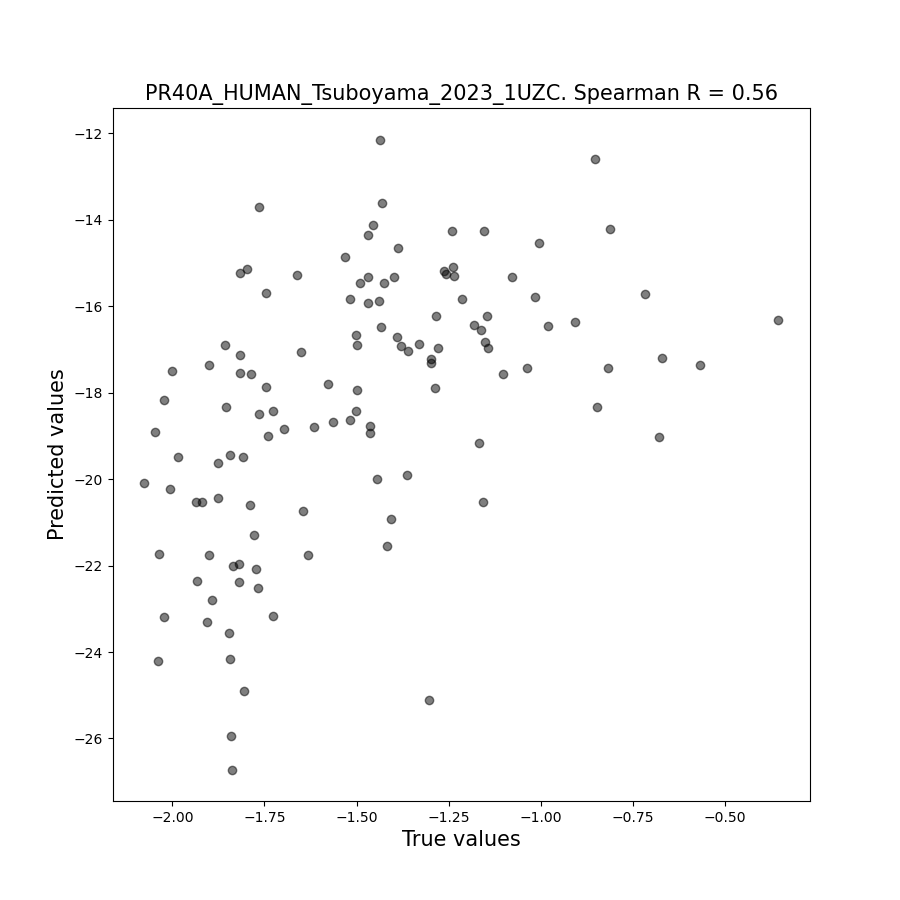 PR40A_HUMAN_Tsuboyama_2023_1UZC. Spearman R = 0.56
−12
−14
−16
−18
−20
−22
−24
−26
Predicted values
−2.00 −1.75 −1.50 −1.25 −1.00 −0.75 −0.50
True values